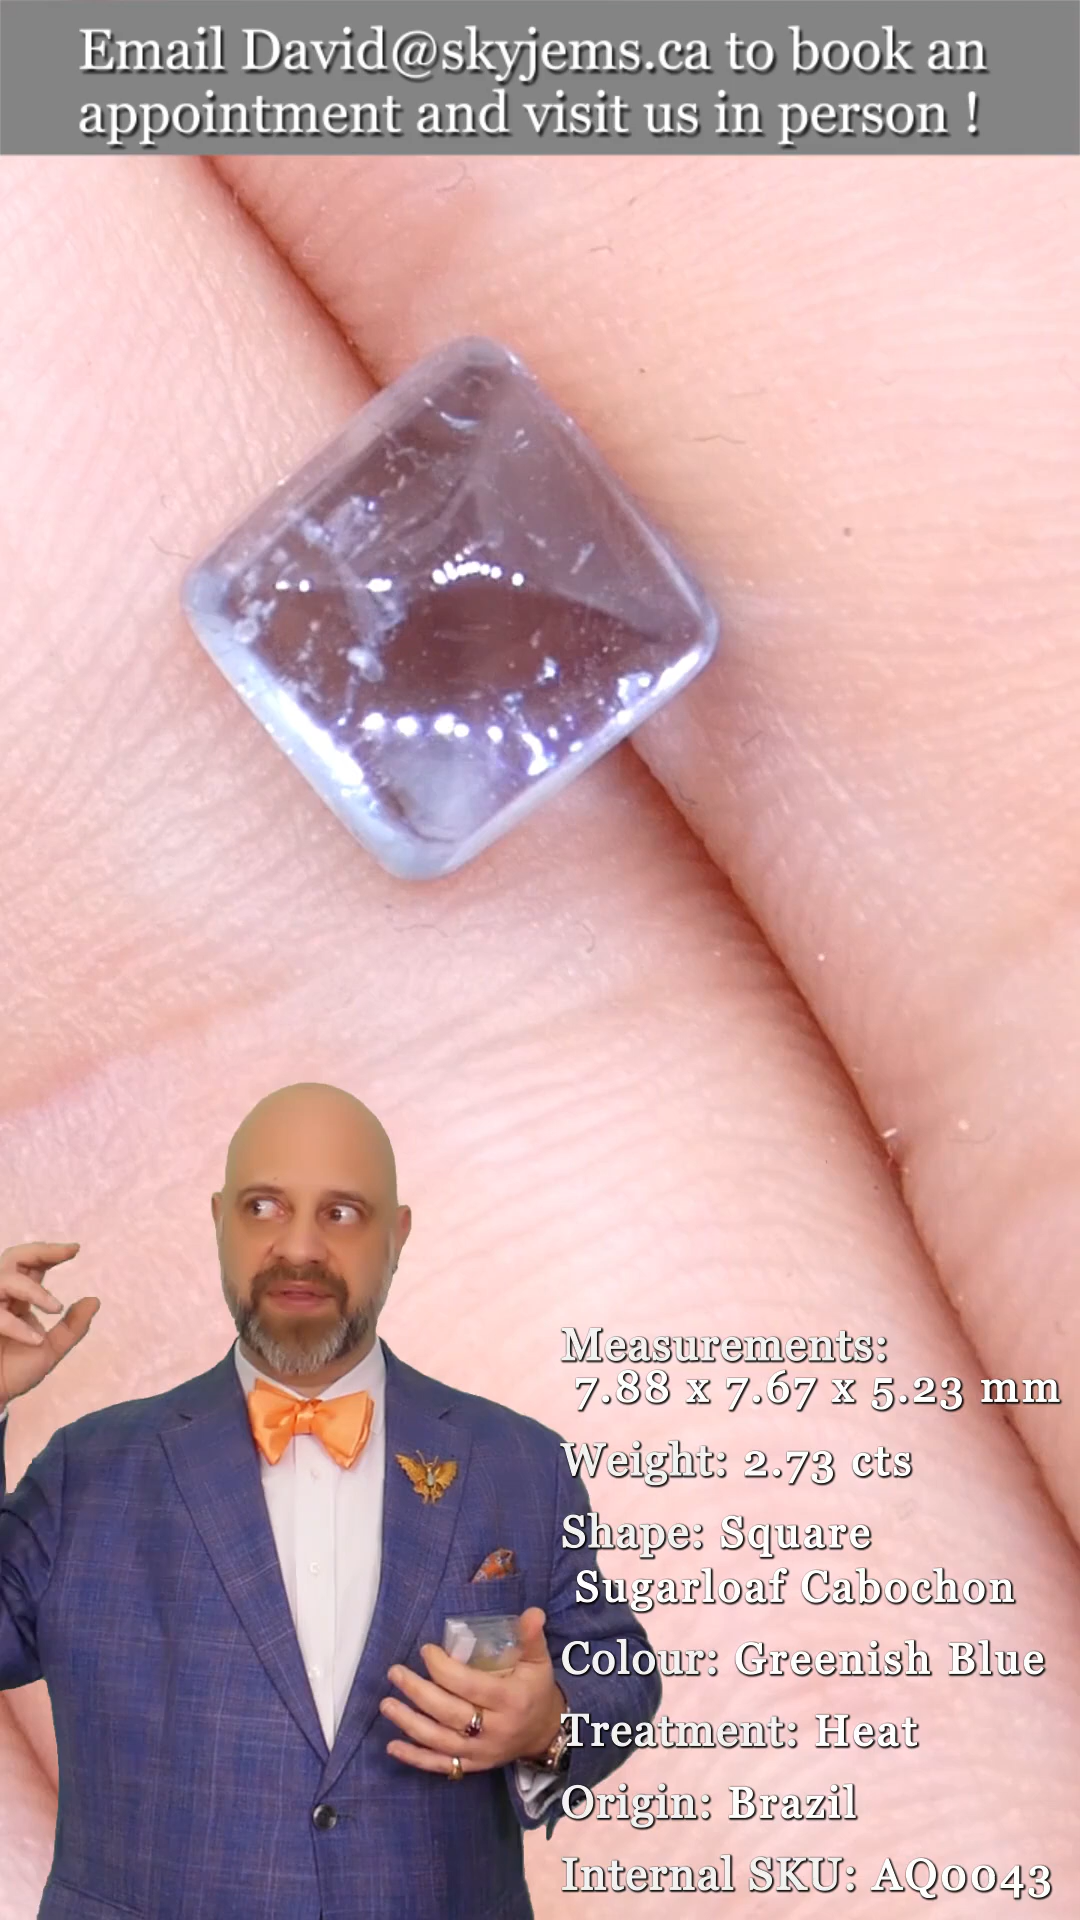 Email David@skyjems.ca to book an
appointment and visit us in person !
Measurements:
7.88 x 7.67 x 5.23 mm
Weight: 2.73 cts
Shape: Square
Sugarloaf Cabochon
Colour: Greenish Blue
Treatment: Heat
Origin: Brazil
Internal SKU: AQ0043